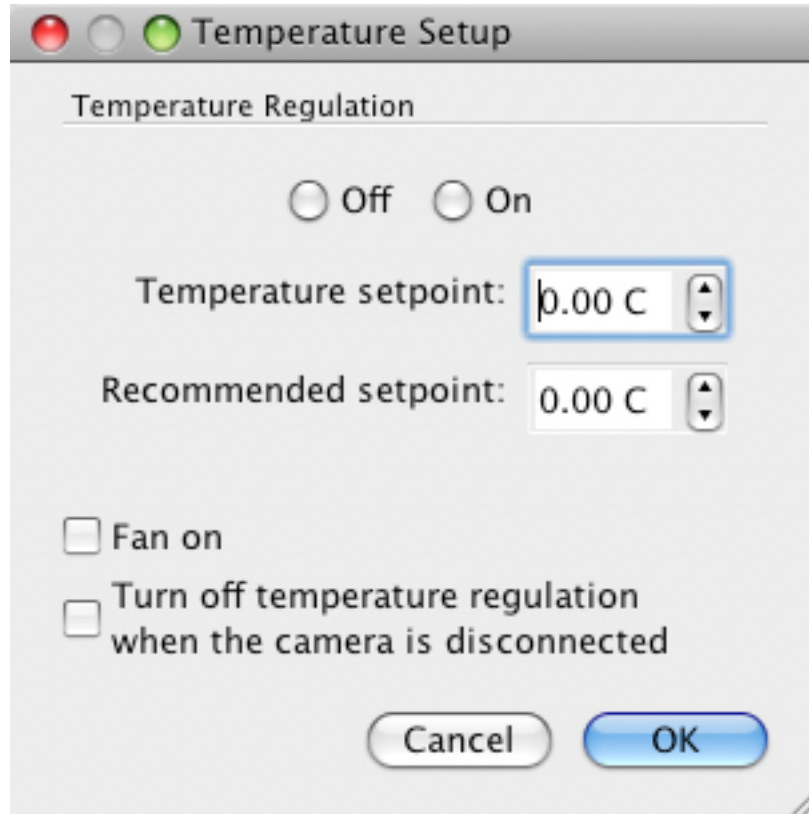 Temperature Setup
Temperature Regulation
Off On
Temperature setpoint: 0.00 C
Recommended setpoint: 0.00 C
Fan on
Turn off temperature regulation
when the camera is disconnected
Cancel OK